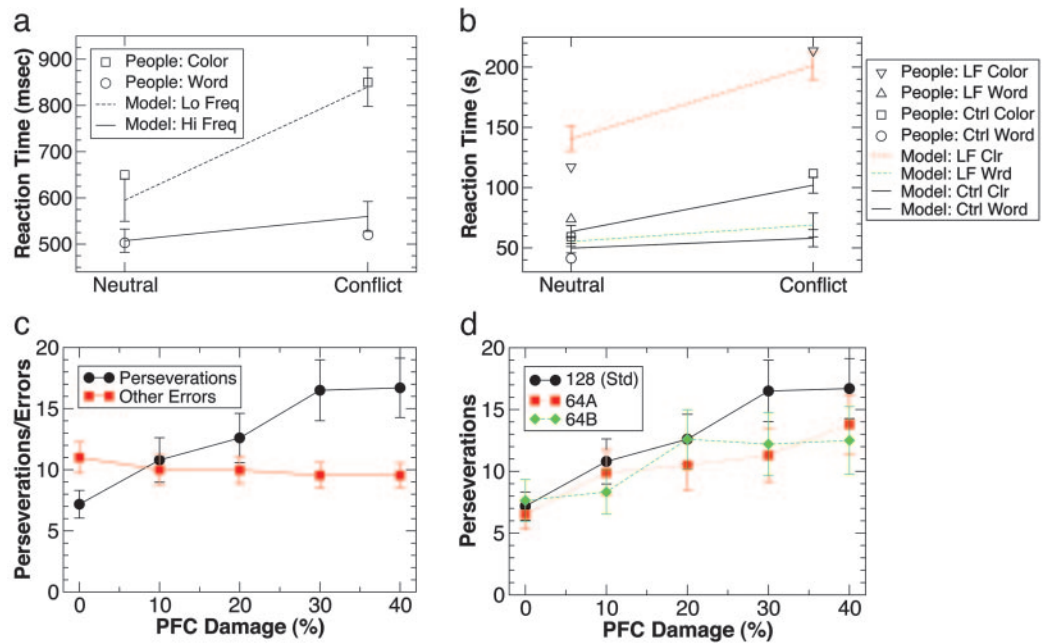 a
Reaction Time (msec)
900
800
700
600
500
People: Color
People: Word
Model: Lo Freq
Model: Hi Freq
Neutral
Conflict
b
Reaction Time (s)
200
150
100
50
Neutral
Conflict
People: LF Color
People: LF Word
People: Ctrl Color
People: Ctrl Word
Model: LF Clr
Model: LF Wrd
Model: Ctrl Clr
Model: Ctrl Word
c
Perseverations/Errors
20
15
10
5
0
Perseverations
Other Errors
0 10 20 30 40
PFC Damage (%)
d
Perseverations
20
15
10
5
0
128 (Std)
64A
64B
0 10 20 30 40
PFC Damage (%)